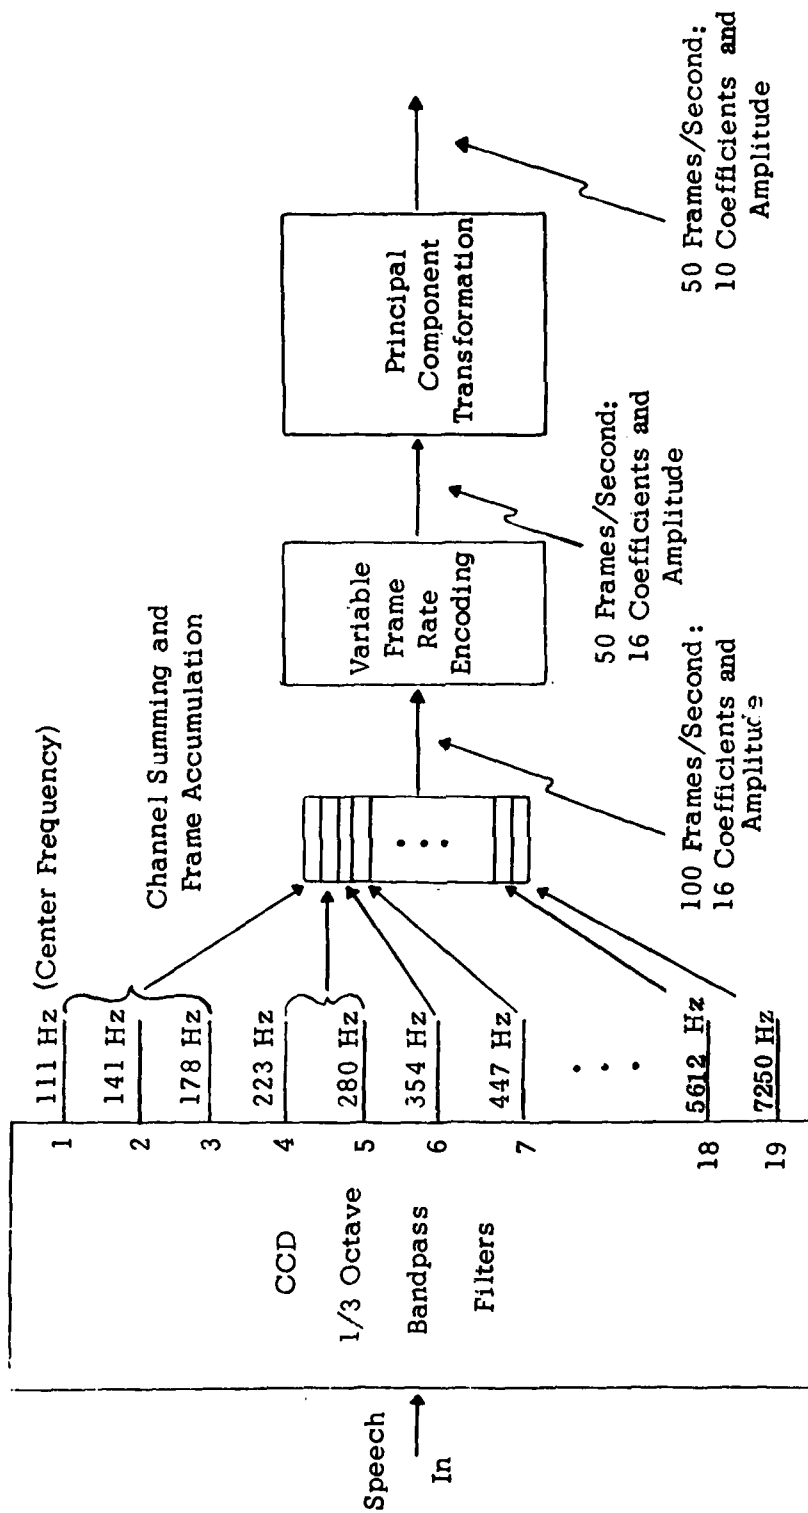 Speech
In
CCD
1/3 Octave
Bandpass
Filters
1
111 Hz (Center Frequency)
2
141 Hz
3
178 Hz
4
223 Hz
5
280 Hz
6
354 Hz
7
447 Hz
. . .
18
5612 Hz
19
7250 Hz
Channel Summing and
Frame Accumulation
. . .
100 Frames/Second:
16 Coefficients and
Amplitude
Variable
Frame
Rate
Encoding
50 Frames/Second:
16 Coefficients and
Amplitude
Principal
Component
Transformation
50 Frames/Second:
10 Coefficients and
Amplitude